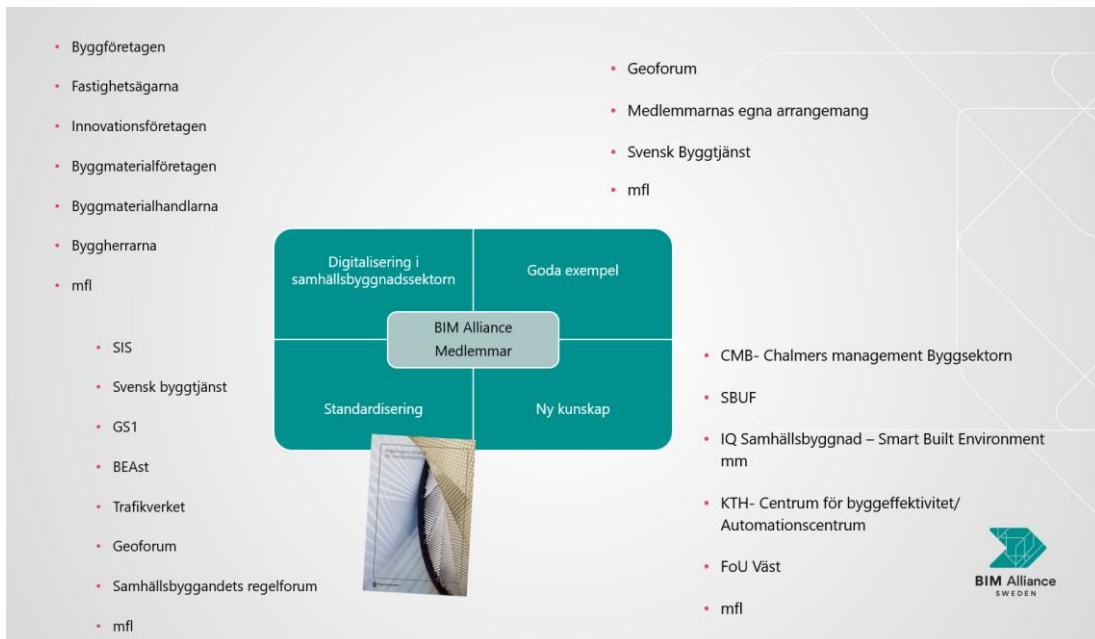 Byggföretagen
Fastighetsägarna
Innovationsföretagen
Byggmaterialföretagen
Byggmaterialhandlarna
Byggherrarna
mfl
Geoforum
Medlemmarnas egna arrangemang
Svensk Byggtjänst
mfl
Digitalisering i
samhällsbyggnadssektorn
Goda exempel
BIM Alliance
Medlemmar
Standardisering
Ny kunskap
SIS
Svensk byggtjänst
GS1
BEAst
Trafikverket
Geoforum
Samhällsbyggandets regelforum
mfl
CMB- Chalmers management Byggsektorn
SBUF
IQ Samhällsbyggnad – Smart Built Environment
mm
KTH- Centrum för byggeffektivitet/
Automationscentrum
FoU Väst
mfl
BIM Alliance
SWEDEN